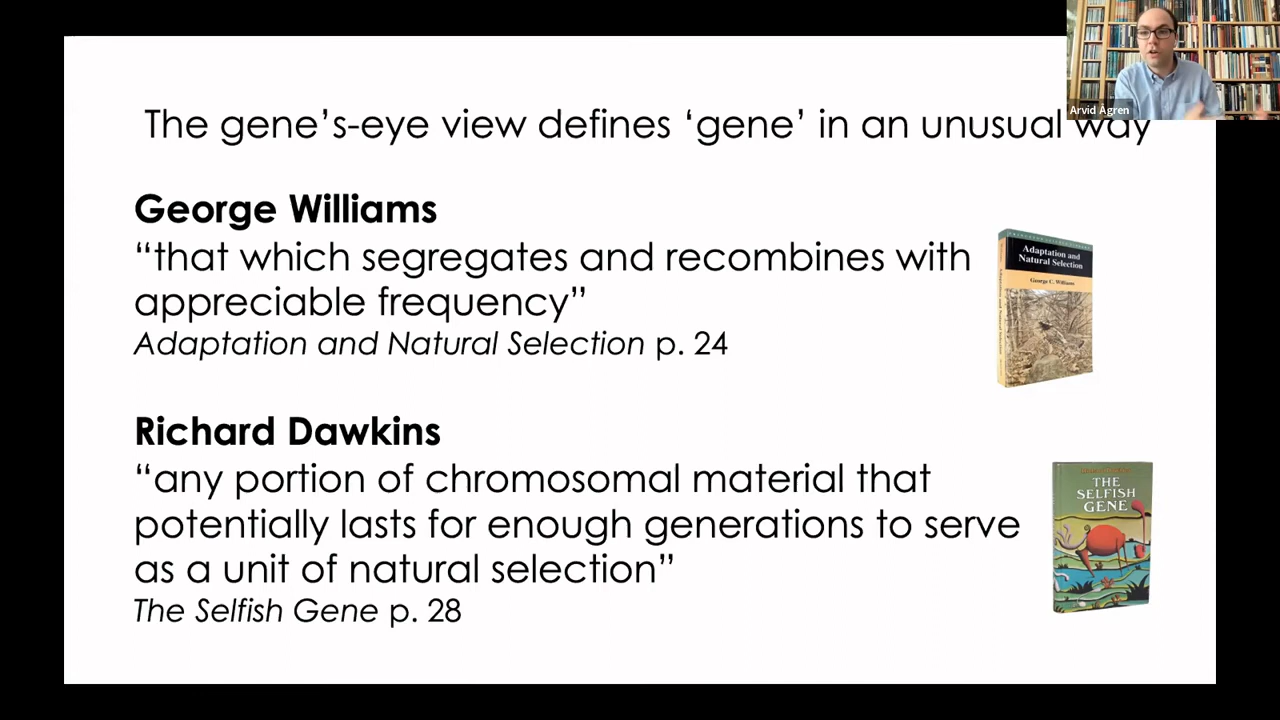 Arvid Ågren
The gene’s-eye view defines ‘gene’ in an unusual way
George Williams
“that which segregates and recombines with
appreciable frequency”
Adaptation and Natural Selection p. 24
Adaptation and
Natural Selection
George C. Williams
Richard Dawkins
“any portion of chromosomal material that
potentially lasts for enough generations to serve
as a unit of natural selection”
The Selfish Gene p. 28
THE
SELFISH
GENE